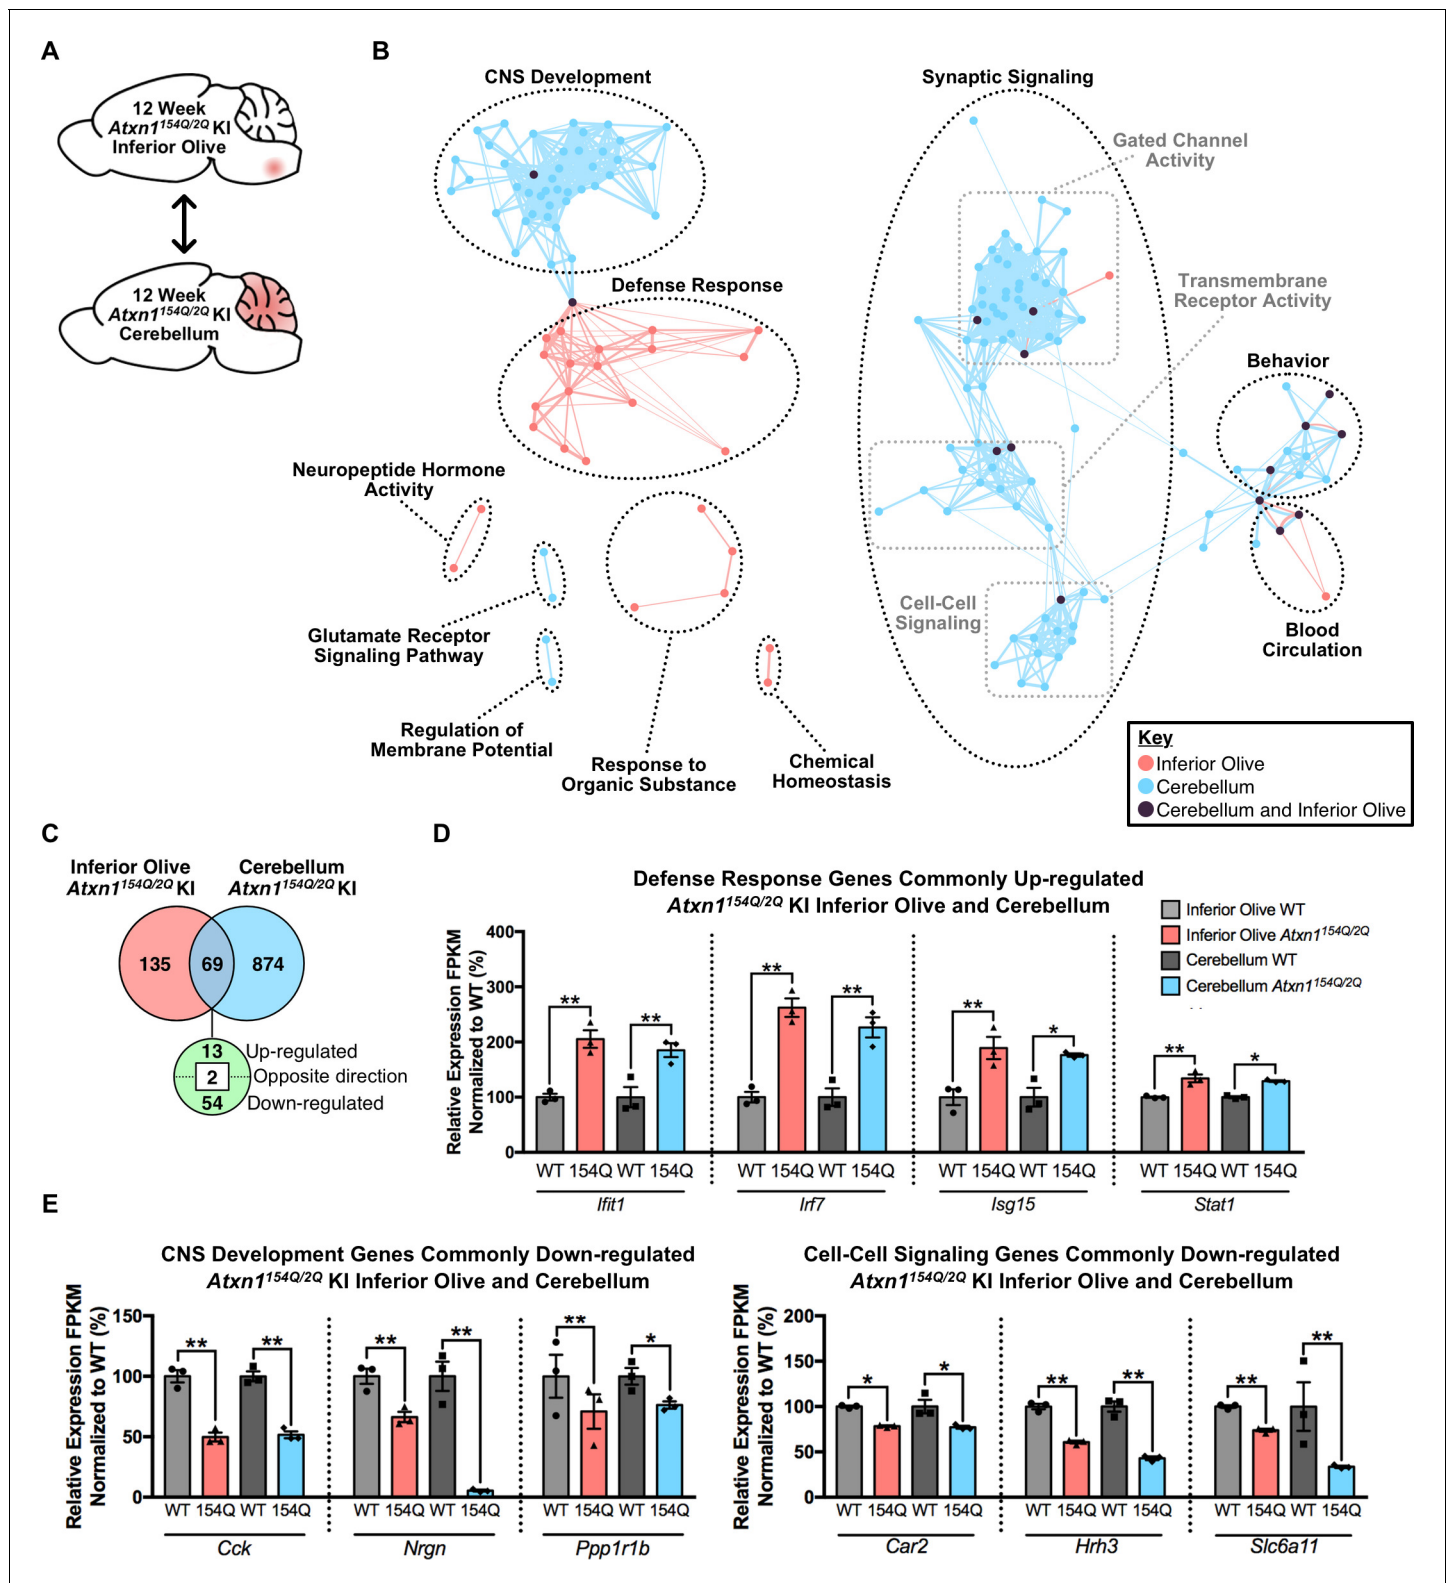 A
12 Week
Atxn1154Q/2Q KI
Inferior Olive
12 Week
Atxn1154Q/2Q KI
Cerebellum
B
CNS Development
Synaptic Signaling
Gated Channel
Activity
Defense Response
Transmembrane
Receptor Activity
Behavior
Neuropeptide Hormone
Activity
Cell-Cell
Signaling
Glutamate Receptor
Signaling Pathway
Blood
Circulation
Regulation of
Membrane Potential
Response to
Organic Substance
Chemical
Homeostasis
Key
Inferior Olive
Cerebellum
Cerebellum and Inferior Olive
C
Inferior Olive
Atxn1154Q/2Q KI
Cerebellum
Atxn1154Q/2Q KI
135 69 874
13 Up-regulated
2 Opposite direction
54 Down-regulated
D
Defense Response Genes Commonly Up-regulated
Atxn1154Q/2Q KI Inferior Olive and Cerebellum
Inferior Olive WT
Inferior Olive Atxn1154Q/2Q
Cerebellum WT
Cerebellum Atxn1154Q/2Q
Relative Expression FPKM
Normalized to WT (%)
400
300
200
100
0
** ** ** ** ** * ** *
WT 154Q WT 154Q WT 154Q WT 154Q WT 154Q WT 154Q WT 154Q WT 154Q
Ifit1 Irf7 Isg15 Stat1
E
CNS Development Genes Commonly Down-regulated
Atxn1154Q/2Q KI Inferior Olive and Cerebellum
Relative Expression FPKM
Normalized to WT (%)
150
100
50
0
** ** ** ** ** *
WT 154Q WT 154Q WT 154Q WT 154Q WT 154Q WT 154Q
Cck Nrgn Ppp1r1b
Cell-Cell Signaling Genes Commonly Down-regulated
Atxn1154Q/2Q KI Inferior Olive and Cerebellum
Relative Expression FPKM
Normalized to WT (%)
200
150
100
50
0
* * ** ** ** **
WT 154Q WT 154Q WT 154Q WT 154Q WT 154Q WT 154Q
Car2 Hrh3 Slc6a11